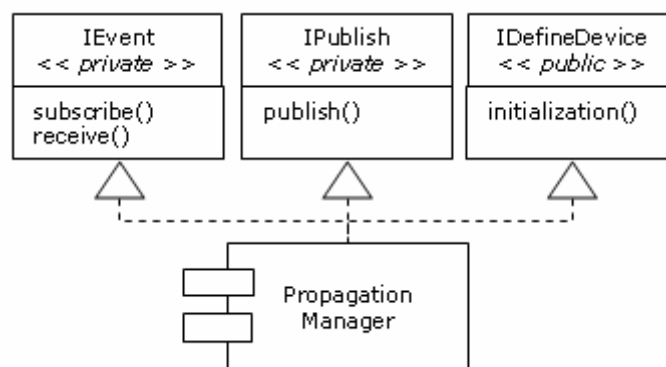 IEvent
<< private >>
subscribe()
receive()
IPublish
<< private >>
publish()
IDefineDevice
<< public >>
initialization()
Propagation
Manager